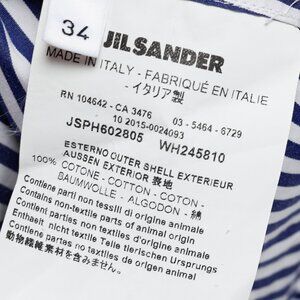 34
JIL SANDER
MADE IN ITALY - FABRIQUÉ EN ITALIE
- イタリア製
RN 104642 - CA 3476 03 - 5464 - 6729
10 2015-0024093
JSPH602805 WH245810
ESTERNO OUTER SHELL EXTERIEUR
AUSSEN EXTERIEUR 表地
100% COTONE - COTTON - COTON -
BAUMWOLLE - ALGODON - 綿
Contiene parti non tessili di origine animale
Contains non-textile parts of animal origin
Contient parties non textiles d'origine animale
Enthaelt nicht textile Teile tierischen Ursprungs
Contiene partes no textiles de origen animal
動物繊維素を含みません。